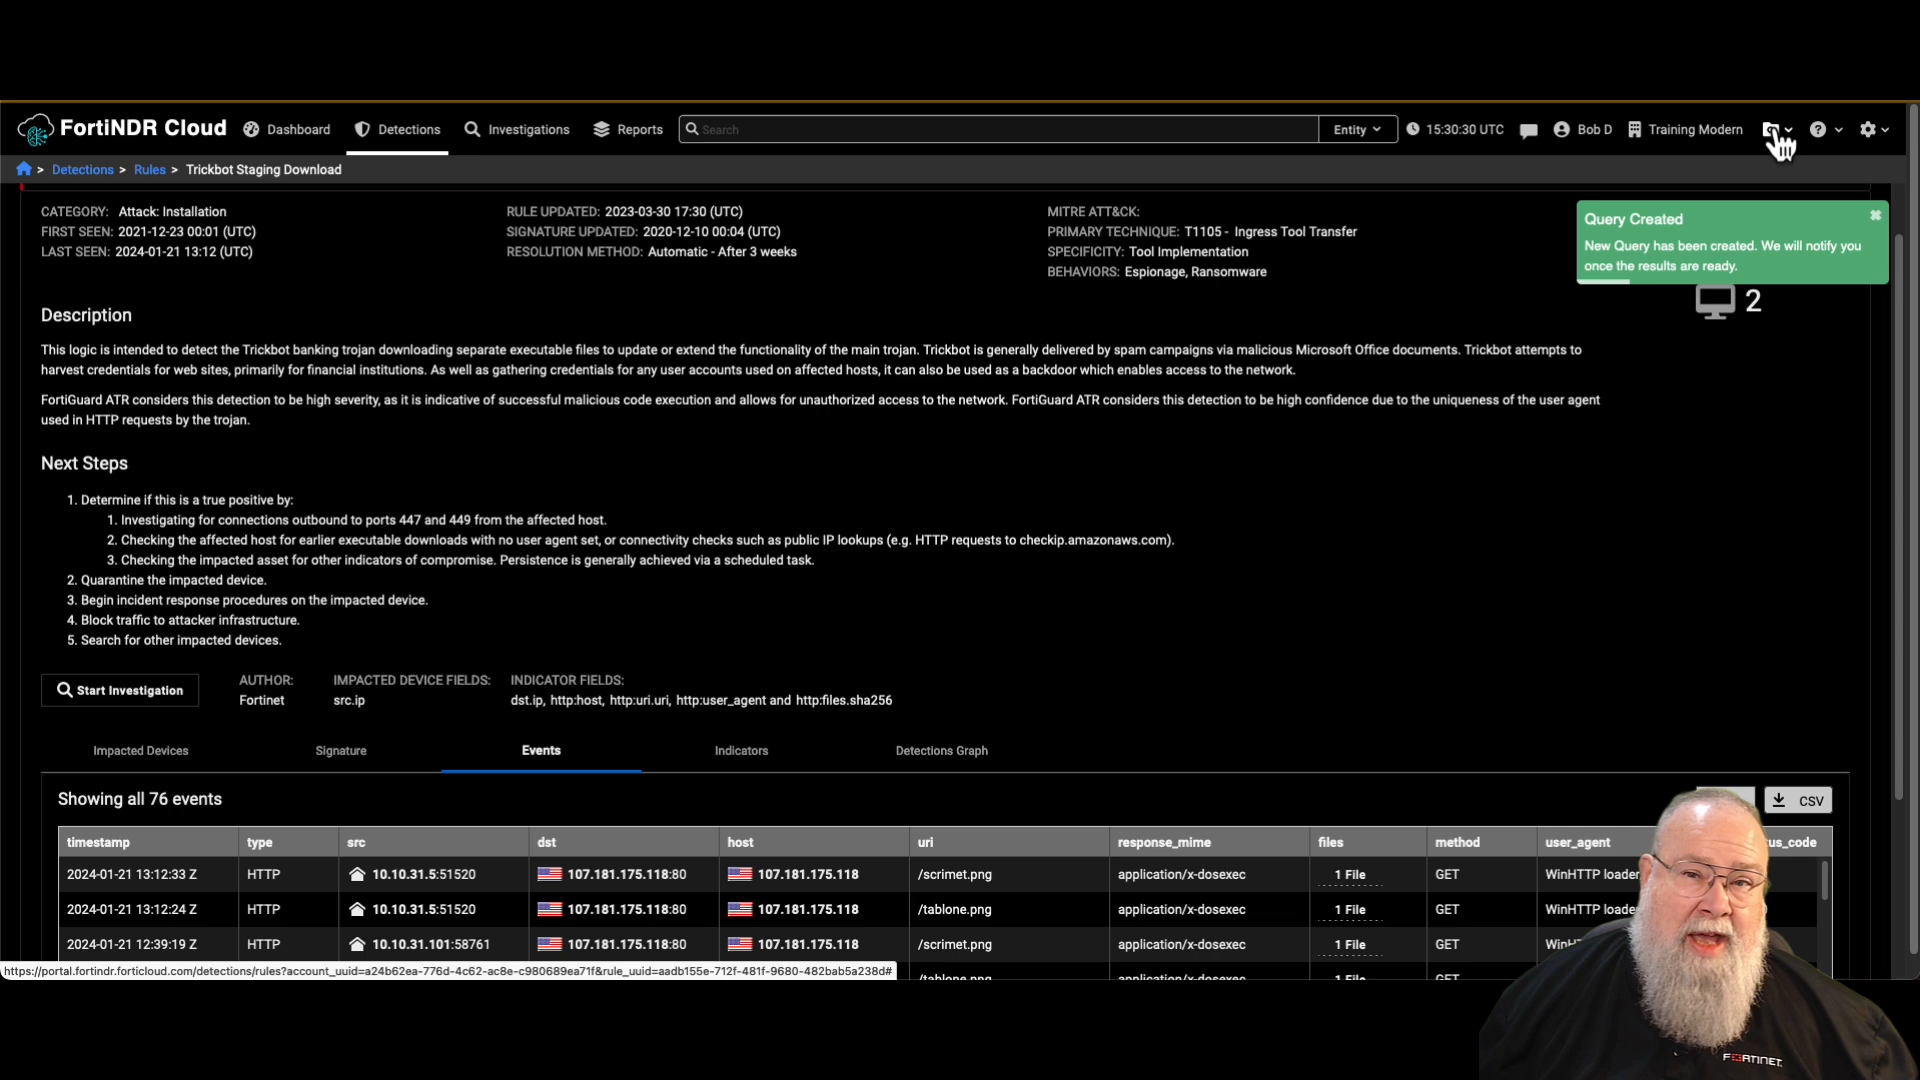 FortiNDR Cloud Dashboard Detections Investigations Reports Search Entity 15:30:30 UTC Bob D Training Modern
> Detections > Rules > Trickbot Staging Download
CATEGORY: Attack: Installation
FIRST SEEN: 2021-12-23 00:01 (UTC)
LAST SEEN: 2024-01-21 13:12 (UTC)
RULE UPDATED: 2023-03-30 17:30 (UTC)
SIGNATURE UPDATED: 2020-12-10 00:04 (UTC)
RESOLUTION METHOD: Automatic - After 3 weeks
MITRE ATT&CK:
PRIMARY TECHNIQUE: T1105 - Ingress Tool Transfer
SPECIFICITY: Tool Implementation
BEHAVIORS: Espionage, Ransomware
Query Created
New Query has been created. We will notify you
once the results are ready.
2
Description
This logic is intended to detect the Trickbot banking trojan downloading separate executable files to update or extend the functionality of the main trojan. Trickbot is generally delivered by spam campaigns via malicious Microsoft Office documents. Trickbot attempts to
harvest credentials for web sites, primarily for financial institutions. As well as gathering credentials for any user accounts used on affected hosts, it can also be used as a backdoor which enables access to the network.
FortiGuard ATR considers this detection to be high severity, as it is indicative of successful malicious code execution and allows for unauthorized access to the network. FortiGuard ATR considers this detection to be high confidence due to the uniqueness of the user agent
used in HTTP requests by the trojan.
Next Steps
1. Determine if this is a true positive by:
1. Investigating for connections outbound to ports 447 and 449 from the affected host.
2. Checking the affected host for earlier executable downloads with no user agent set, or connectivity checks such as public IP lookups (e.g. HTTP requests to checkip.amazonaws.com).
3. Checking the impacted asset for other indicators of compromise. Persistence is generally achieved via a scheduled task.
2. Quarantine the impacted device.
3. Begin incident response procedures on the impacted device.
4. Block traffic to attacker infrastructure.
5. Search for other impacted devices.
Start Investigation
AUTHOR:
Fortinet
IMPACTED DEVICE FIELDS:
src.ip
INDICATOR FIELDS:
dst.ip, http:host, http:uri.uri, http:user_agent and http:files.sha256
Impacted Devices Signature Events Indicators Detections Graph
Showing all 76 events
CSV
timestamp type src dst host uri response_mime files method user_agent us_code
2024-01-21 13:12:33 Z HTTP 10.10.31.5:51520 107.181.175.118:80 107.181.175.118 /scrimet.png application/x-dosexec 1 File GET WinHTTP loader
2024-01-21 13:12:24 Z HTTP 10.10.31.5:51520 107.181.175.118:80 107.181.175.118 /tablone.png application/x-dosexec 1 File GET WinHTTP loade
2024-01-21 12:39:19 Z HTTP 10.10.31.101:58761 107.181.175.118:80 107.181.175.118 /scrimet.png application/x-dosexec 1 File GET
/tablone.png application/x-dosexec 1 File GET
https://portal.fortindr.forticloud.com/detections/rules?account_uuid=a24b62ea-776d-4c62-ac8e-c980689ea71f&rule_uuid=aadb155e-712f-481f-9680-482bab5a238d#
FORTINET